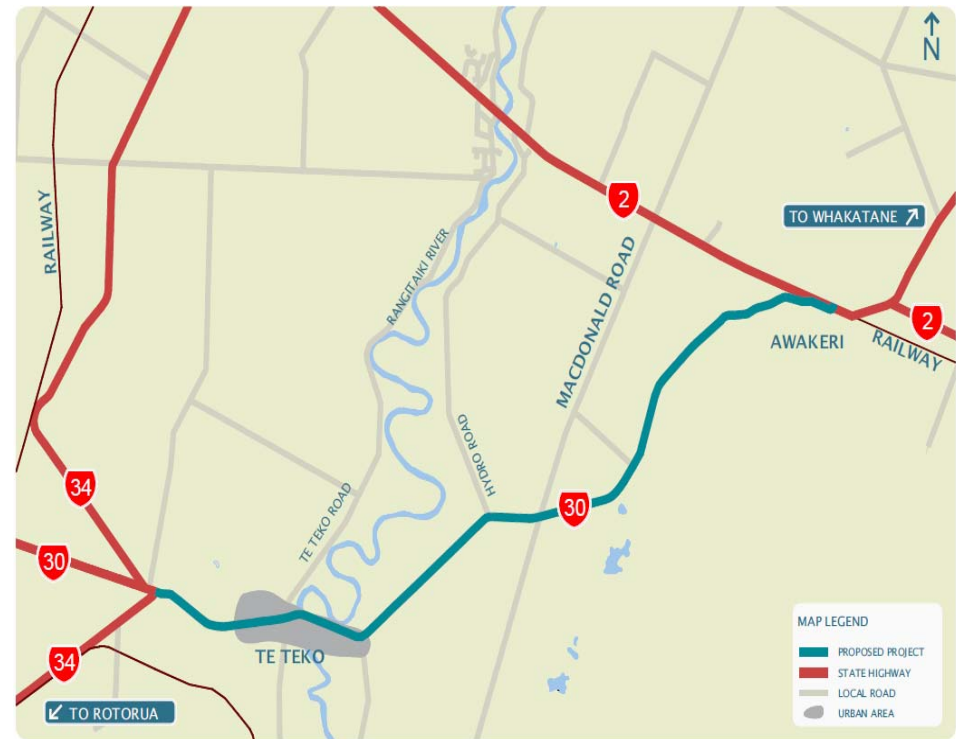 N
RAILWAY
2
TO WHAKATANE
RANGITAIKI RIVER
MACDONALD ROAD
2
AWAKERI
RAILWAY
HYDRO ROAD
34
30
TE TEKO ROAD
30
34
TE TEKO
TO ROTORUA
MAP LEGEND
PROPOSED PROJECT
STATE HIGHWAY
LOCAL ROAD
URBAN AREA